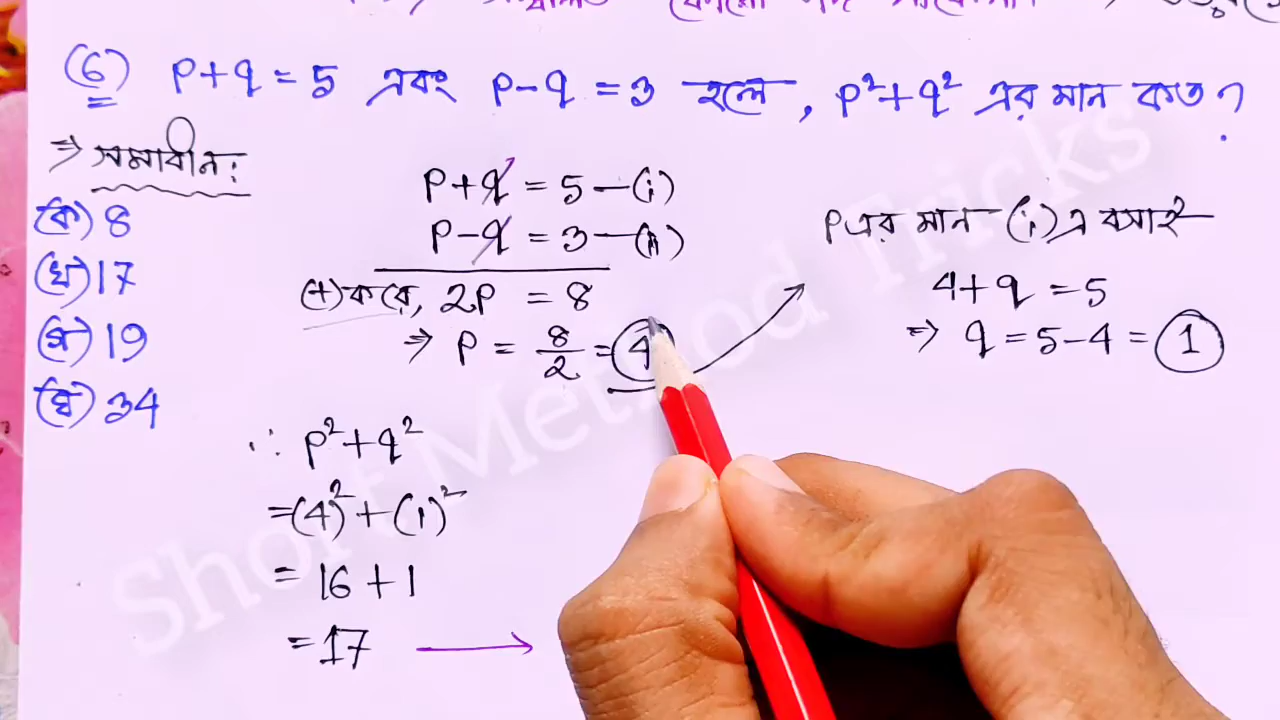 (6) P+q = 5 এবং P-q = 3 হলে, P²+q² এর মান কত?
⇒ সমাধান:
(ক) 8
(খ) 17
(গ) 19
(ঘ) 34
P+q = 5 —(i)
P-q = 3 —(ii)
(+) করে, 2P = 8
⇒ P = 8/2 = 4
P এর মান (i) এ বসাই
4+q = 5
⇒ q = 5-4 = 1
∴ P²+q²
=(4)²+(1)²
= 16+1
= 17 →
Short Method Tricks